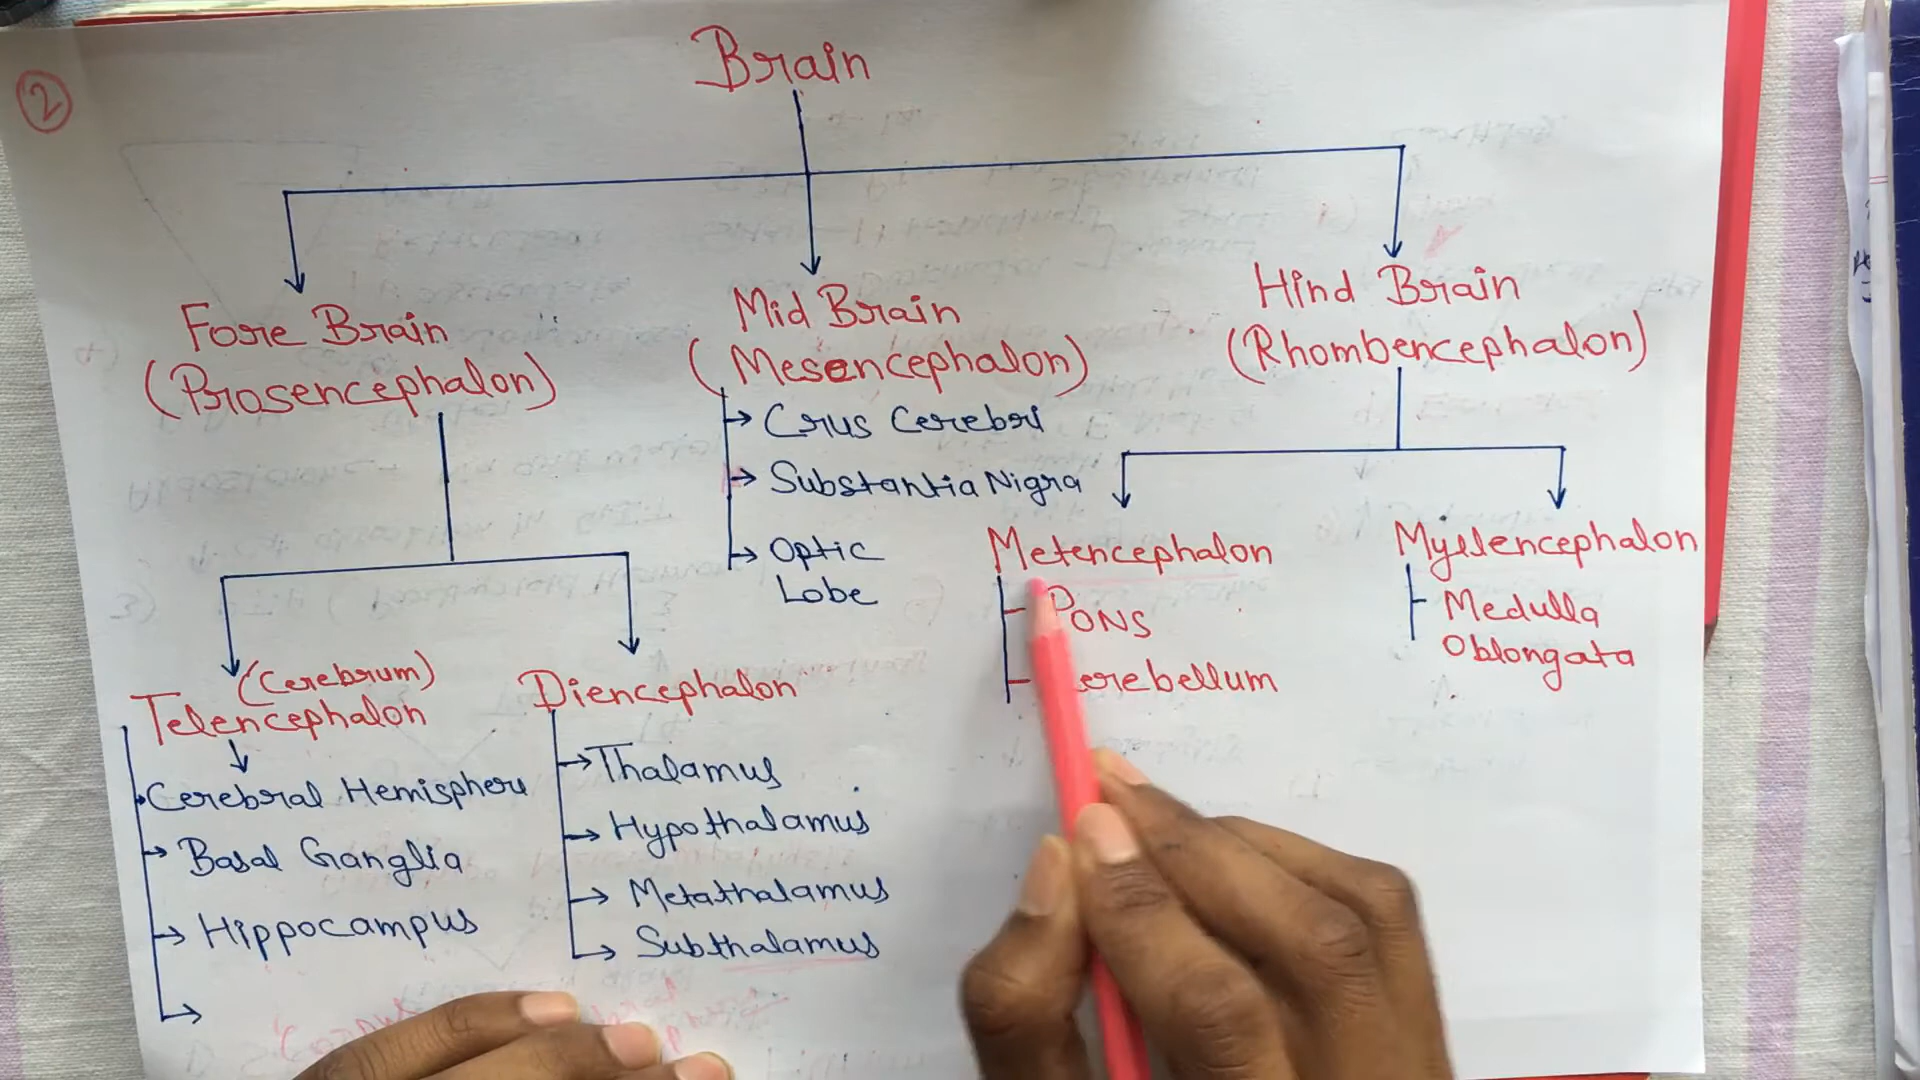 2
Brain
Fore Brain
(Prosencephalon)
Mid Brain
(Mesencephalon)
Crus Cerebri
Substantia Nigra
Optic
Lobe
Hind Brain
(Rhombencephalon)
Metencephalon
Pons
Cerebellum
Myelencephalon
Medulla
Oblongata
(Cerebrum)
Telencephalon
Cerebral Hemisphere
Basal Ganglia
Hippocampus
Diencephalon
Thalamus
Hypothalamus
Metathalamus
Subthalamus